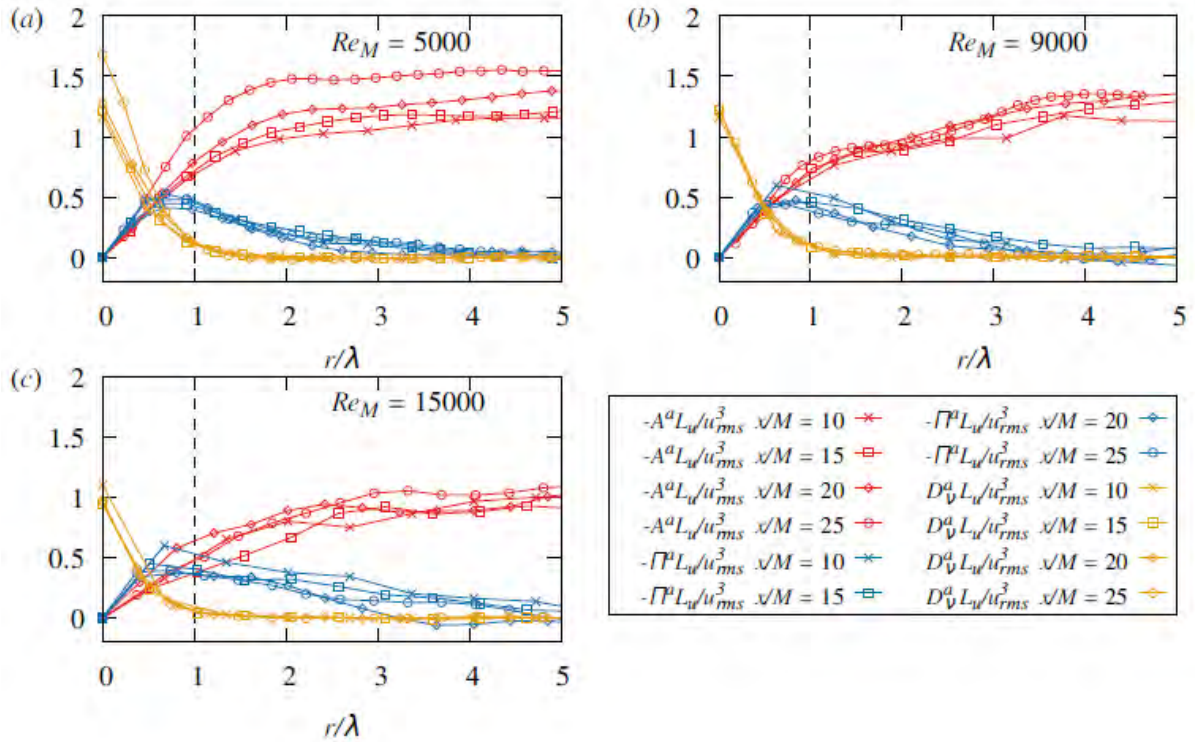 (a)
Re_M = 5000
2
1.5
1
0.5
0
0 1 2 3 4 5
r/λ
(b)
Re_M = 9000
2
1.5
1
0.5
0
0 1 2 3 4 5
r/λ
(c)
Re_M = 15000
2
1.5
1
0.5
0
0 1 2 3 4 5
r/λ
-A^a L_u/u^3_rms x/M = 10
-A^a L_u/u^3_rms x/M = 15
-A^a L_u/u^3_rms x/M = 20
-A^a L_u/u^3_rms x/M = 25
-Π^a L_u/u^3_rms x/M = 10
-Π^a L_u/u^3_rms x/M = 15
-Π^a L_u/u^3_rms x/M = 20
-Π^a L_u/u^3_rms x/M = 25
D^a_ν L_u/u^3_rms x/M = 10
D^a_ν L_u/u^3_rms x/M = 15
D^a_ν L_u/u^3_rms x/M = 20
D^a_ν L_u/u^3_rms x/M = 25